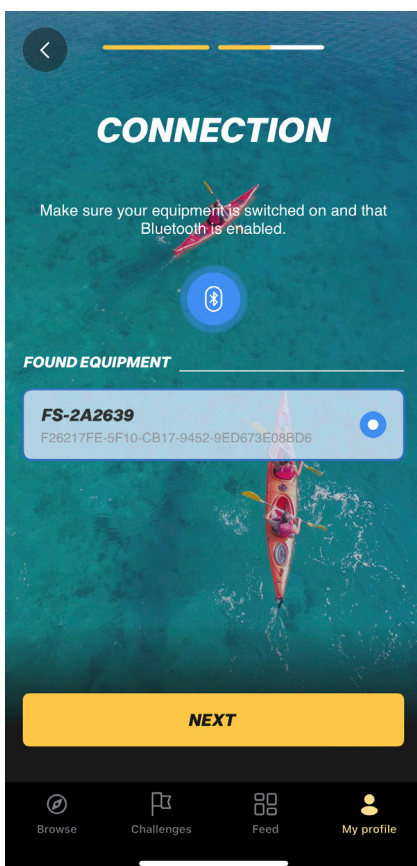 CONNECTION
Make sure your equipment is switched on and that
Bluetooth is enabled.
FOUND EQUIPMENT
FS-2A2639
F26217FE-5F10-CB17-9452-9ED673E08BD6
NEXT
Browse
Challenges
Feed
My profile